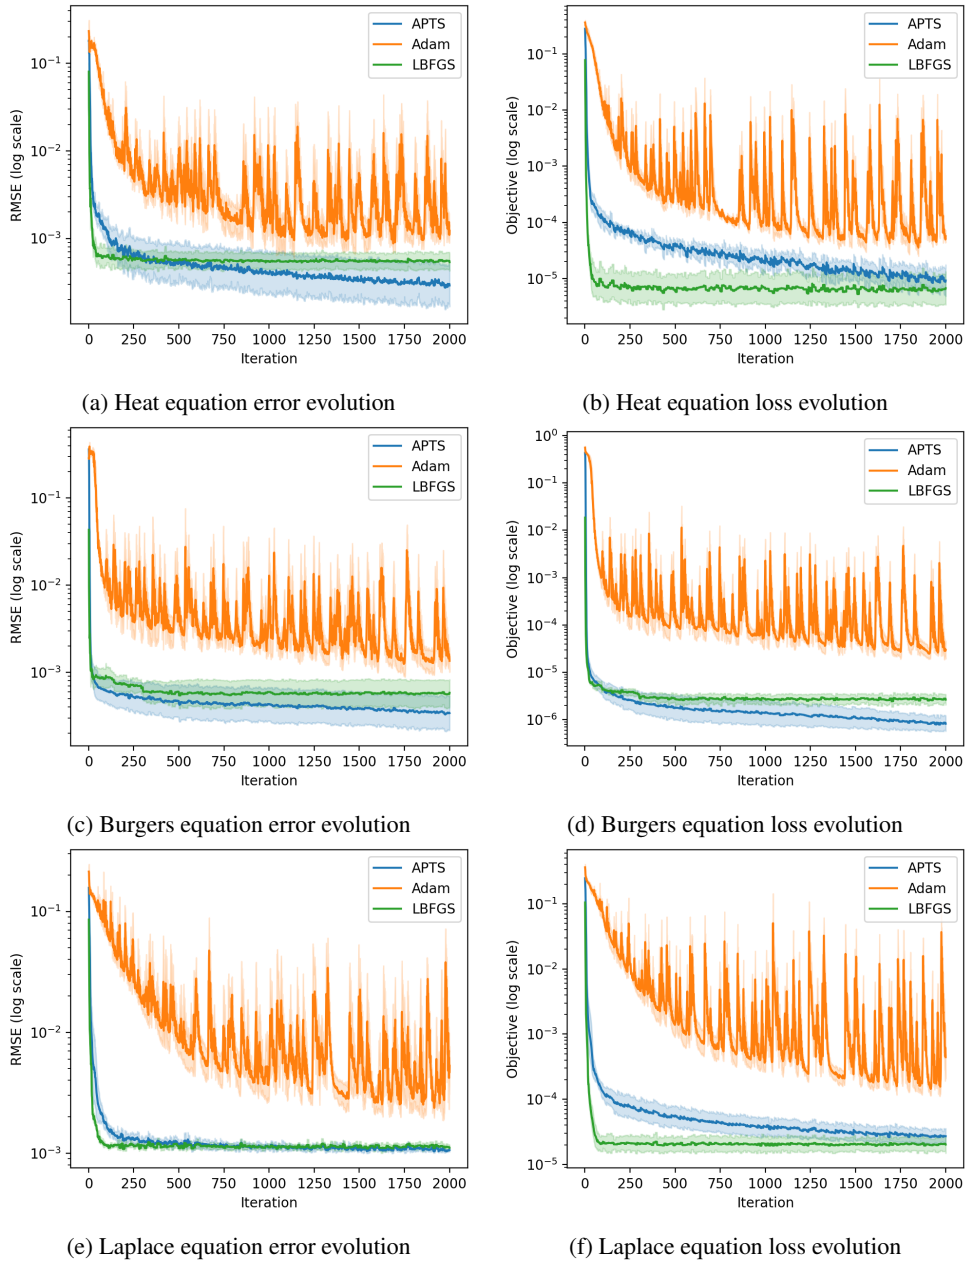 APTS
Adam
LBFGS
10⁻¹
10⁻²
10⁻³
RMSE (log scale)
0 250 500 750 1000 1250 1500 1750 2000
Iteration
(a) Heat equation error evolution
APTS
Adam
LBFGS
10⁻¹
10⁻²
10⁻³
10⁻⁴
10⁻⁵
Objective (log scale)
0 250 500 750 1000 1250 1500 1750 2000
Iteration
(b) Heat equation loss evolution
APTS
Adam
LBFGS
10⁻¹
10⁻²
10⁻³
RMSE (log scale)
0 250 500 750 1000 1250 1500 1750 2000
Iteration
(c) Burgers equation error evolution
APTS
Adam
LBFGS
10⁰
10⁻¹
10⁻²
10⁻³
10⁻⁴
10⁻⁵
10⁻⁶
Objective (log scale)
0 250 500 750 1000 1250 1500 1750 2000
Iteration
(d) Burgers equation loss evolution
APTS
Adam
LBFGS
10⁻¹
10⁻²
10⁻³
RMSE (log scale)
0 250 500 750 1000 1250 1500 1750 2000
Iteration
(e) Laplace equation error evolution
APTS
Adam
LBFGS
10⁻¹
10⁻²
10⁻³
10⁻⁴
10⁻⁵
Objective (log scale)
0 250 500 750 1000 1250 1500 1750 2000
Iteration
(f) Laplace equation loss evolution